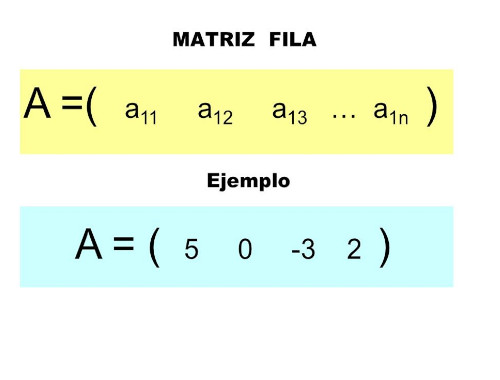 MATRIZ FILA
A =( a₁₁ a₁₂ a₁₃ ... a₁ₙ )
Ejemplo
A = ( 5 0 -3 2 )